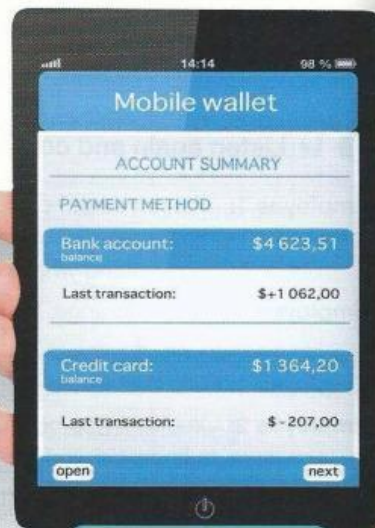 14:14 98 %
Mobile wallet
ACCOUNT SUMMARY
PAYMENT METHOD
Bank account: $4 623,51
balance
Last transaction: $+1 062,00
Credit card: $1 364,20
balance
Last transaction: $-207,00
open next